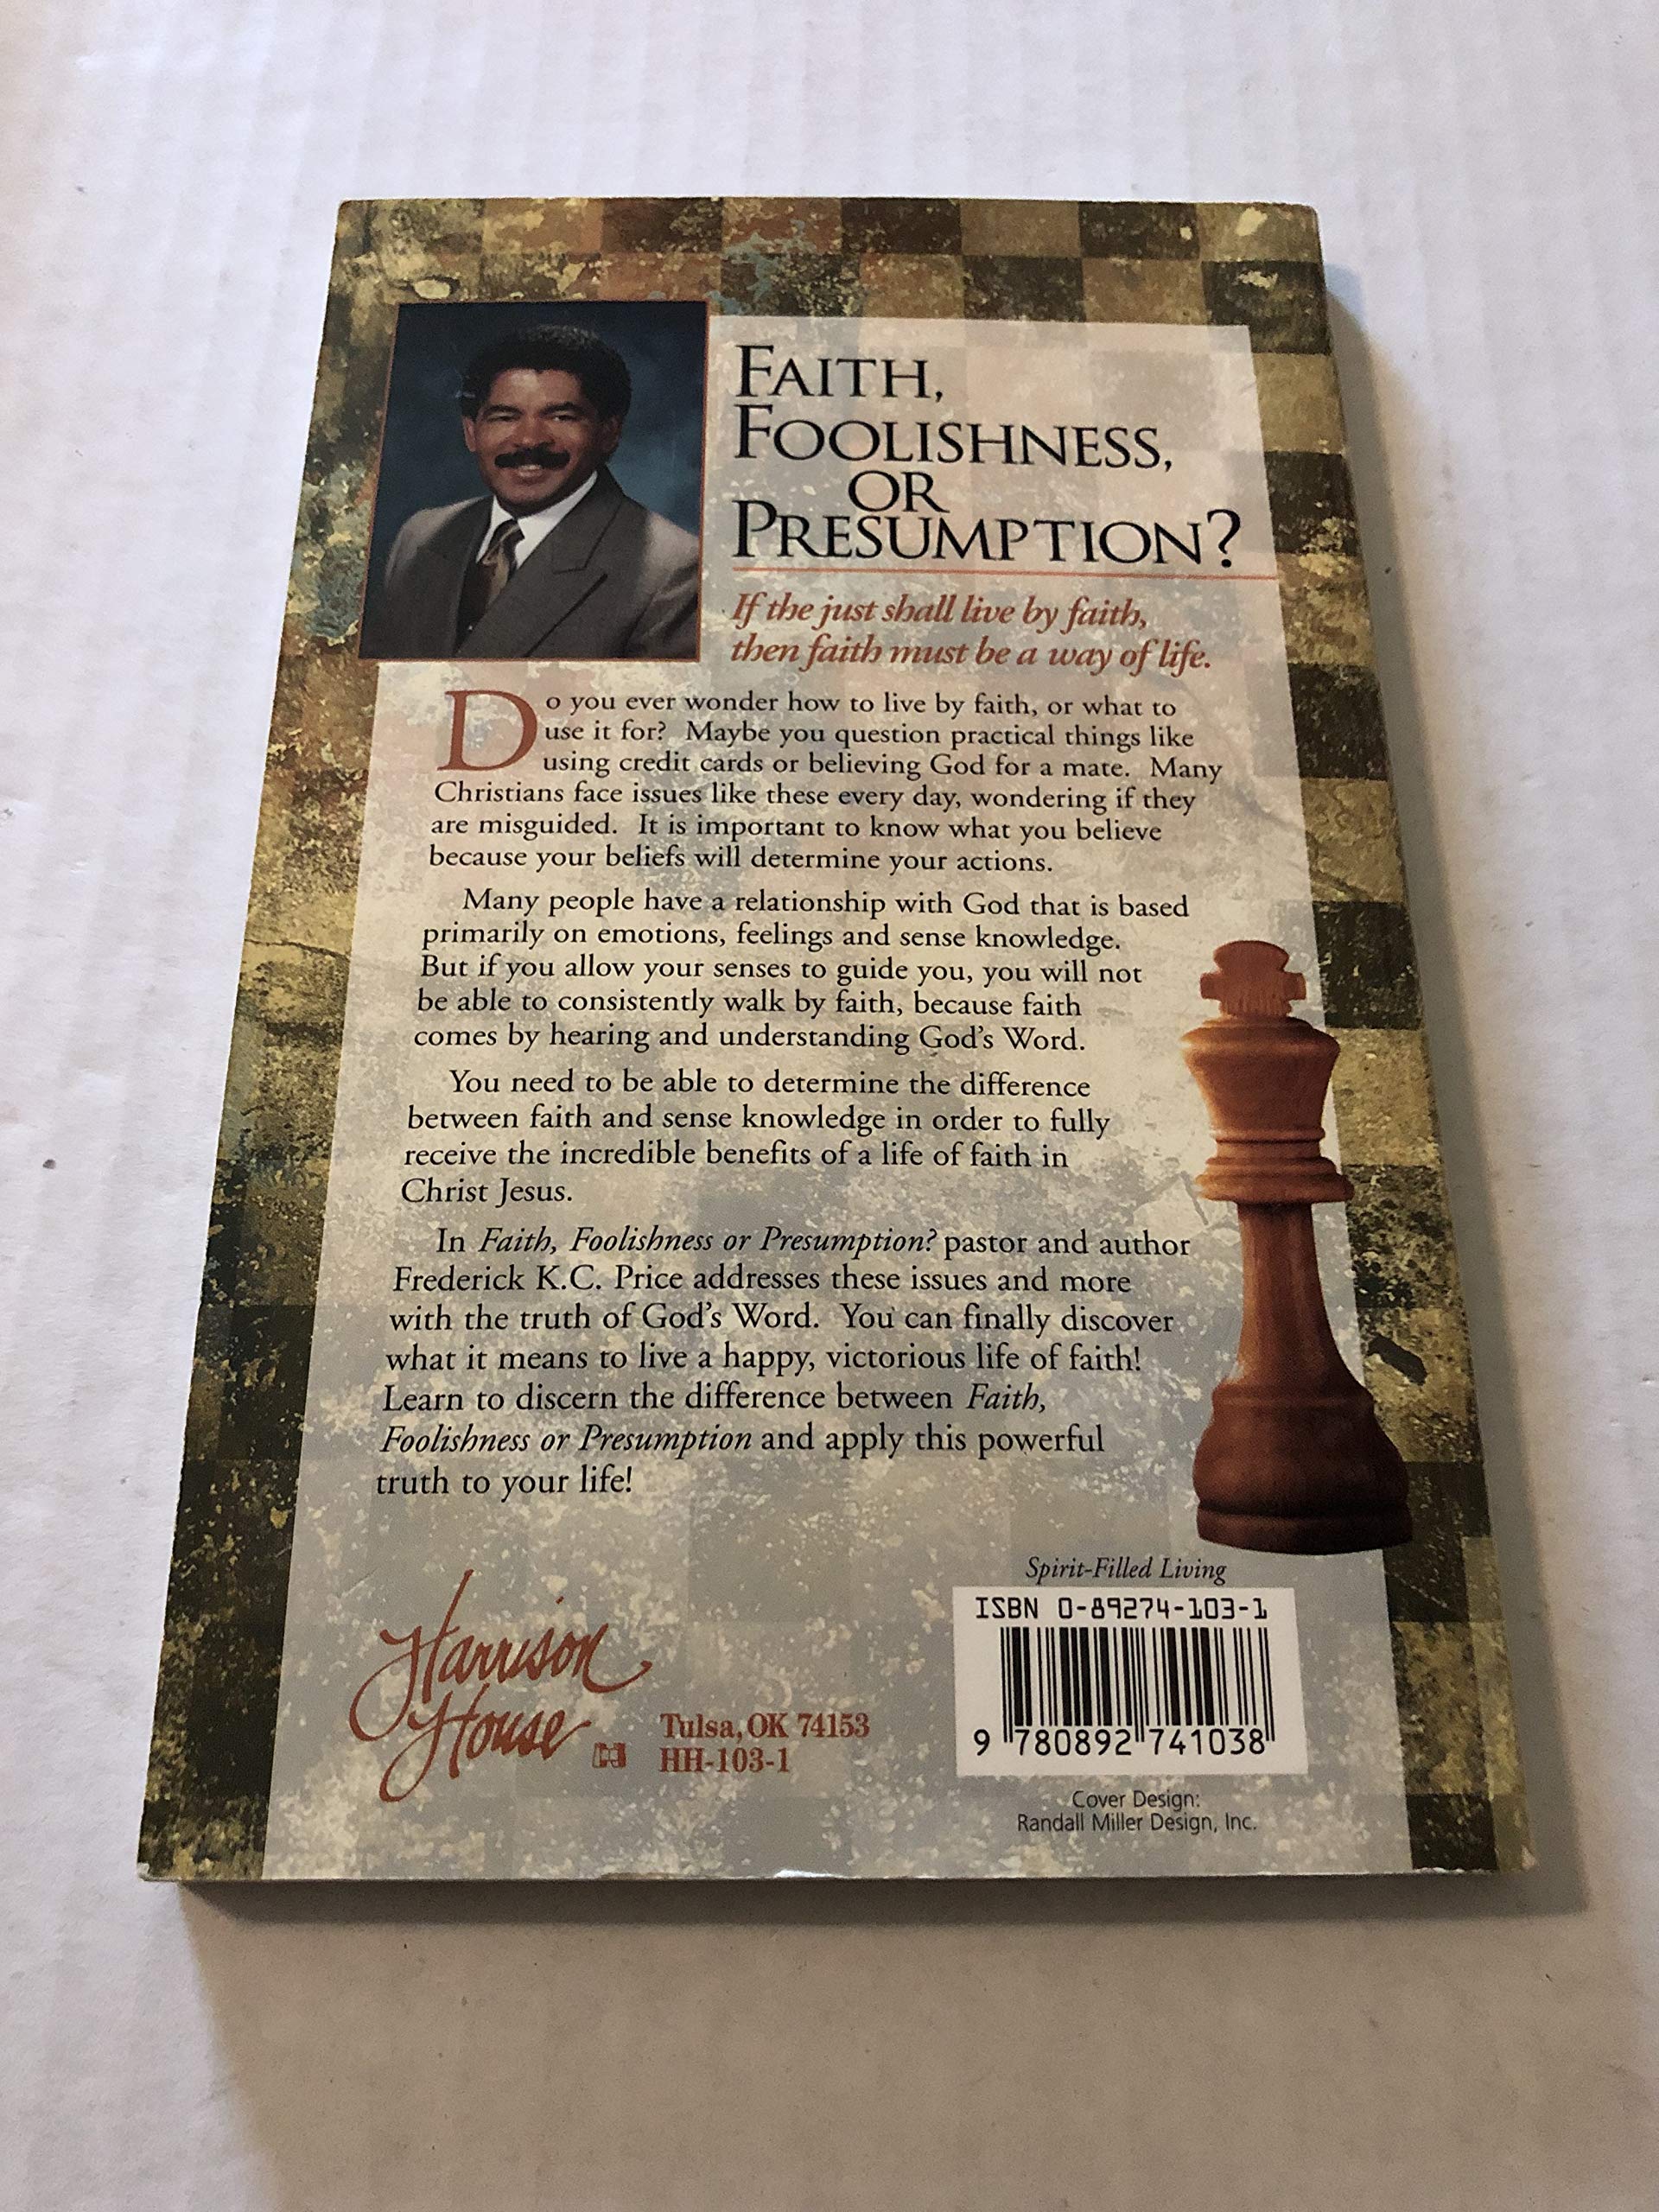 FAITH,
FOOLISHNESS,
OR
PRESUMPTION?
If the just shall live by faith,
then faith must be a way of life.
Do you ever wonder how to live by faith, or what to
use it for? Maybe you question practical things like
using credit cards or believing God for a mate. Many
Christians face issues like these every day, wondering if they
are misguided. It is important to know what you believe
because your beliefs will determine your actions.
Many people have a relationship with God that is based
primarily on emotions, feelings and sense knowledge.
But if you allow your senses to guide you, you will not
be able to consistently walk by faith, because faith
comes by hearing and understanding God's Word.
You need to be able to determine the difference
between faith and sense knowledge in order to fully
receive the incredible benefits of a life of faith in
Christ Jesus.
In Faith, Foolishness or Presumption? pastor and author
Frederick K.C. Price addresses these issues and more
with the truth of God's Word. You can finally discover
what it means to live a happy, victorious life of faith!
Learn to discern the difference between Faith,
Foolishness or Presumption and apply this powerful
truth to your life!
Harrison
House
Tulsa, OK 74153
HH-103-1
Spirit-Filled Living
ISBN 0-89274-103-1
9 780892 741038
Cover Design:
Randall Miller Design, Inc.